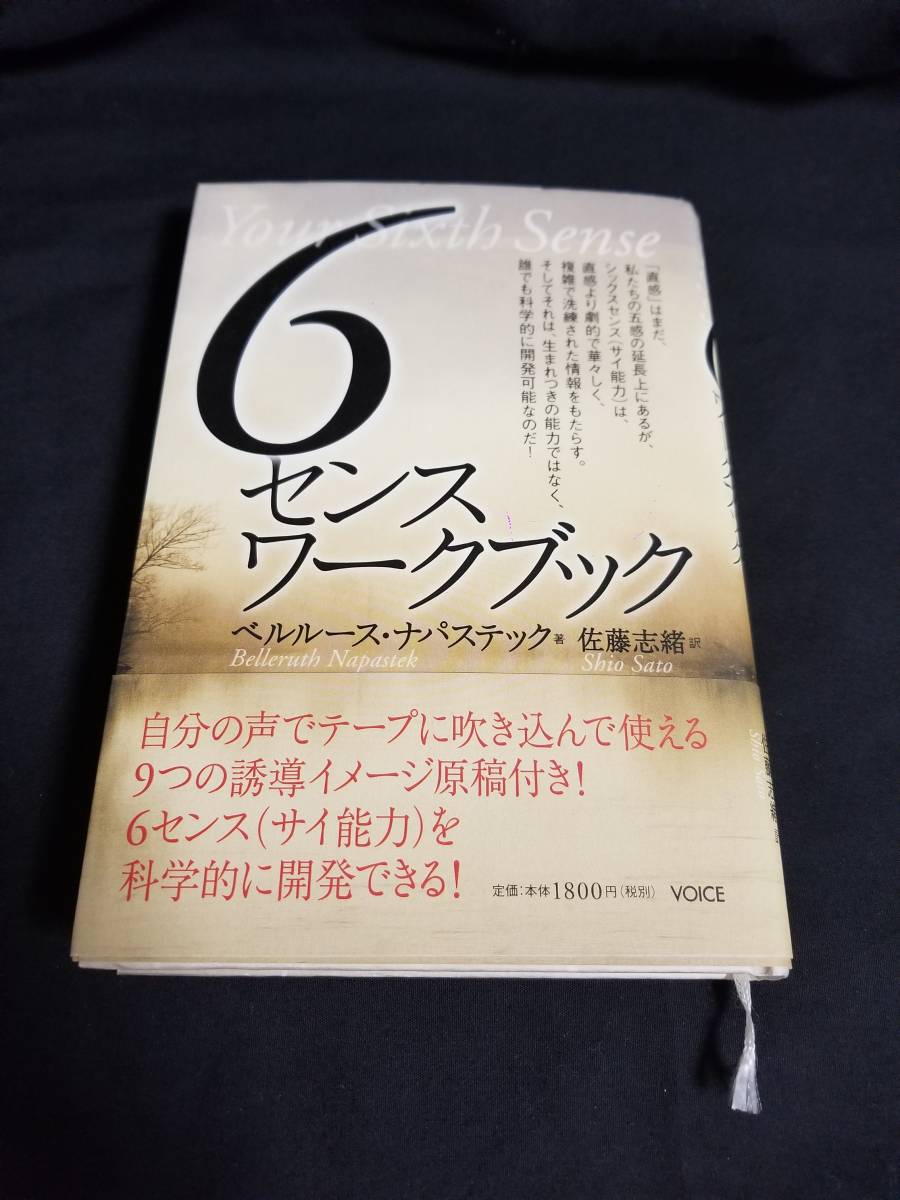 Your Sixth Sense
「直感」はまだ、
私たちの五感の延長上にあるが、
シックスセンス(サイ能力)は、
直感より劇的で華々しく、
複雑で洗練された情報をもたらす。
そしてそれは、生まれつきの能力ではなく、
誰でも科学的に開発可能なのだ!
6
センス
ワークブック
ベルルース・ナパステック 著 佐藤志緒 訳
Belleruth Napastek Shio Sato
自分の声でテープに吹き込んで使える
9つの誘導イメージ原稿付き!
6センス(サイ能力)を
科学的に開発できる!
定価:本体1800円(税別) VOICE